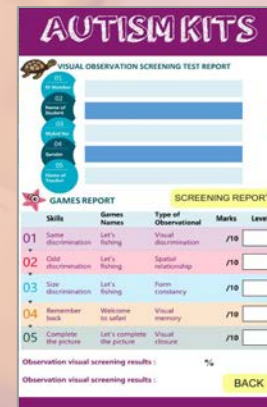 AUTISM KITS
VISUAL OBSERVATION SCREENING TEST REPORT
01
02
Name of
Student
03
04
Gender
05
Name of
Teacher
GAMES REPORT
SCREENING REPORT
Skills Games Names Type of Observational Marks Level
01 Same discrimination Let's fishing Visual discrimination /10
02 Odd discrimination Let's fishing Spatial relationship /10
03 Size discrimination Let's fishing Form constancy /10
04 Remember back Welcome to safari Visual memory /10
05 Complete the picture Let's complete the picture Visual closure /10
Observation visual screening results : %
Observation visual screening results :
BACK